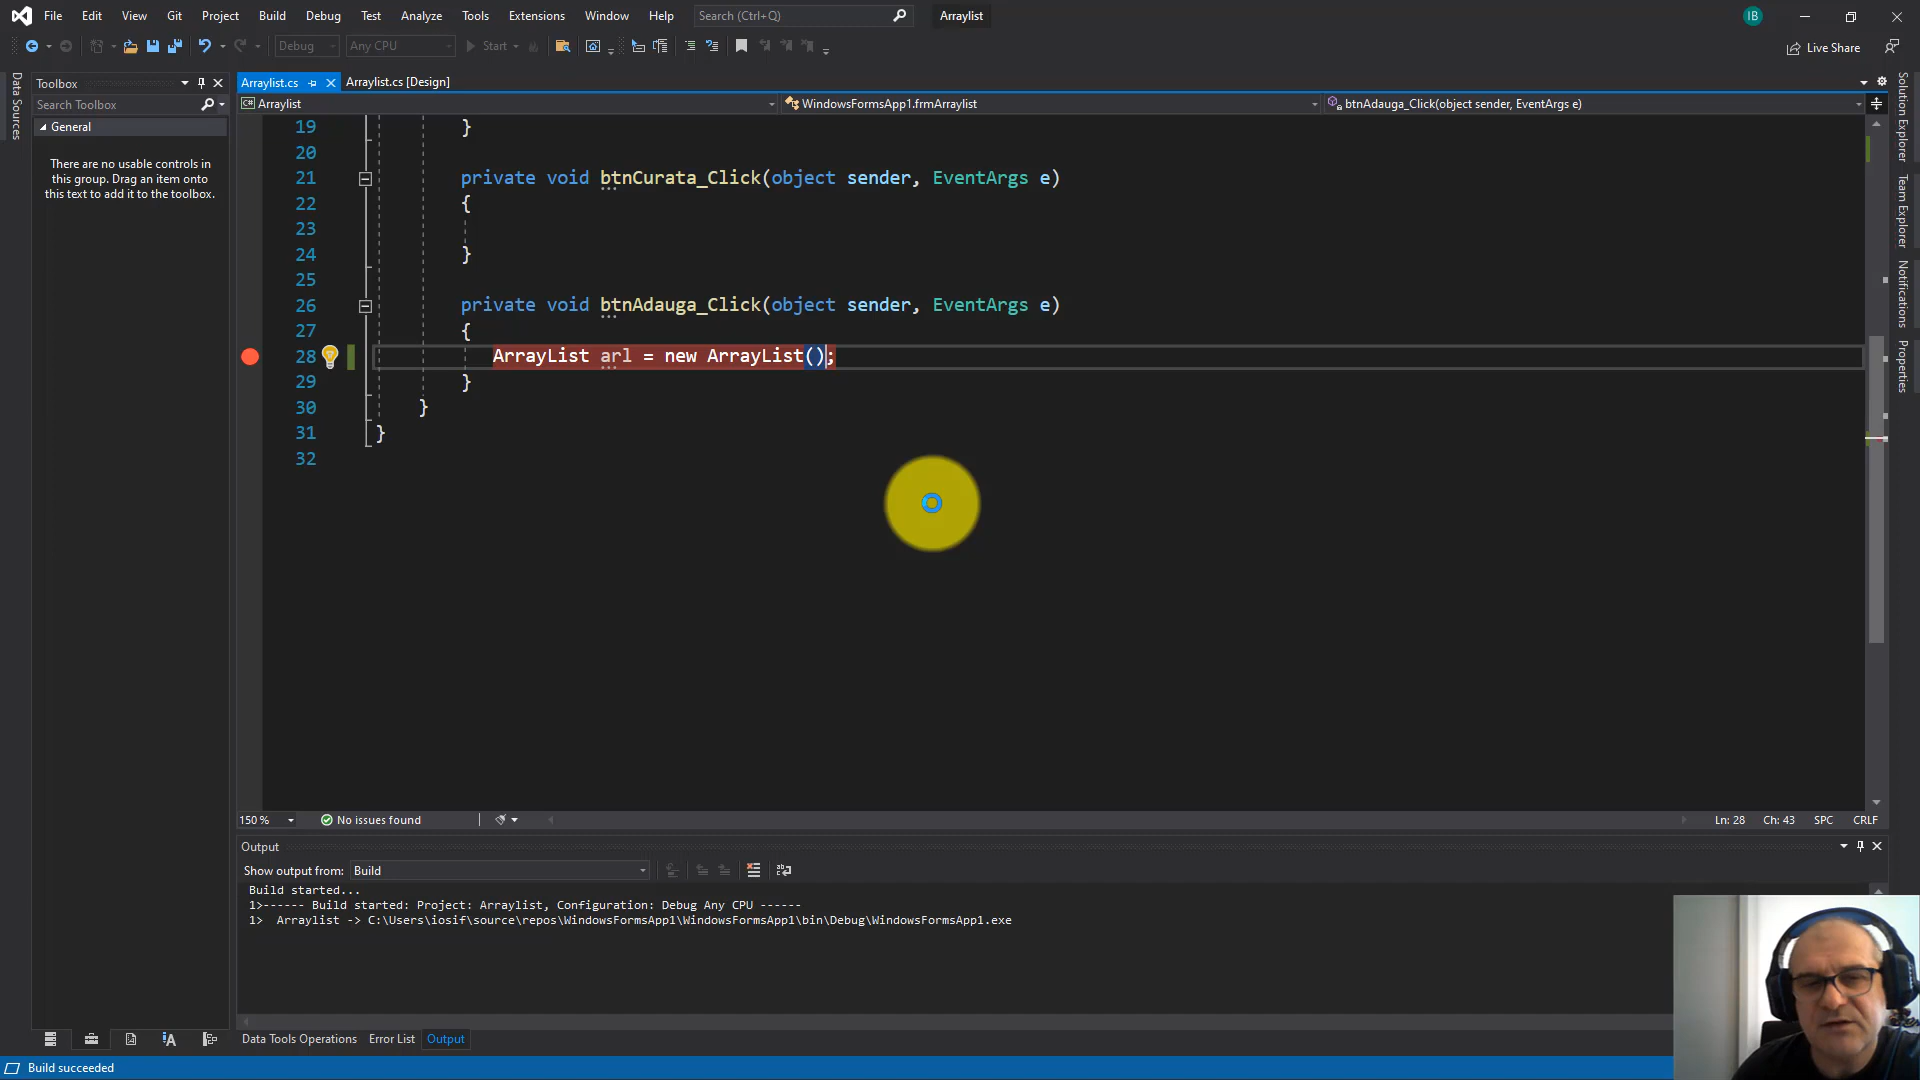 File Edit View Git Project Build Debug Test Analyze Tools Extensions Window Help Search (Ctrl+Q) Arraylist IB
Debug Any CPU Start Live Share
Data Sources
Toolbox
Search Toolbox
General
There are no usable controls in
this group. Drag an item onto
this text to add it to the toolbox.
Arraylist.cs Arraylist.cs [Design]
C# Arraylist WindowsFormsApp1.frmArraylist btnAdauga_Click(object sender, EventArgs e)
19 }
20
21 private void btnCurata_Click(object sender, EventArgs e)
22 {
23
24 }
25
26 private void btnAdauga_Click(object sender, EventArgs e)
27 {
28 ArrayList arl = new ArrayList();
29 }
30 }
31 }
32
150 % No issues found Ln: 28 Ch: 43 SPC CRLF
Output
Show output from: Build
Build started...
1>------ Build started: Project: Arraylist, Configuration: Debug Any CPU ------
1> Arraylist -> C:\Users\iosif\source\repos\WindowsFormsApp1\WindowsFormsApp1\bin\Debug\WindowsFormsApp1.exe
Data Tools Operations Error List Output
Build succeeded
Solution Explorer
Team Explorer
Notifications
Properties